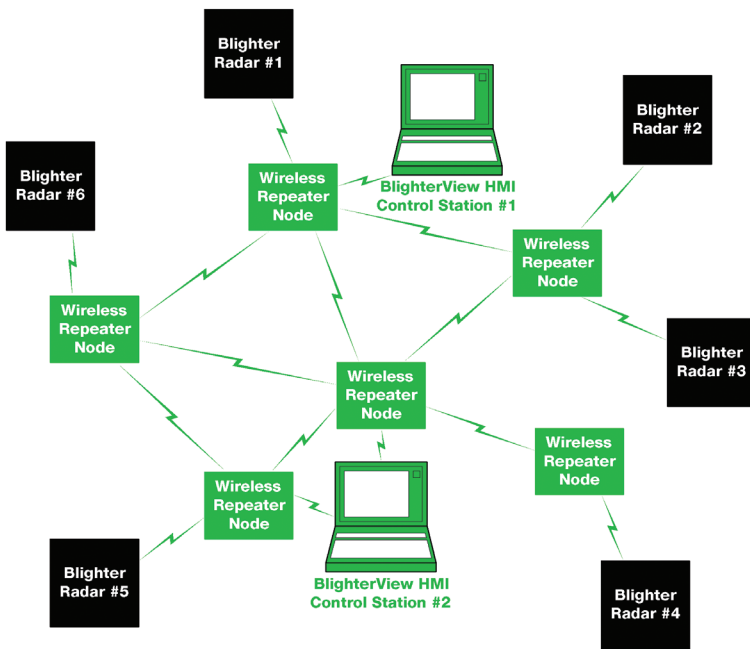 Blighter
Radar #1
Blighter
Radar #2
Blighter
Radar #6
Wireless
Repeater
Node
BlighterView HMI
Control Station #1
Wireless
Repeater
Node
Wireless
Repeater
Node
Blighter
Radar #3
Wireless
Repeater
Node
Wireless
Repeater
Node
Wireless
Repeater
Node
Blighter
Radar #5
BlighterView HMI
Control Station #2
Blighter
Radar #4